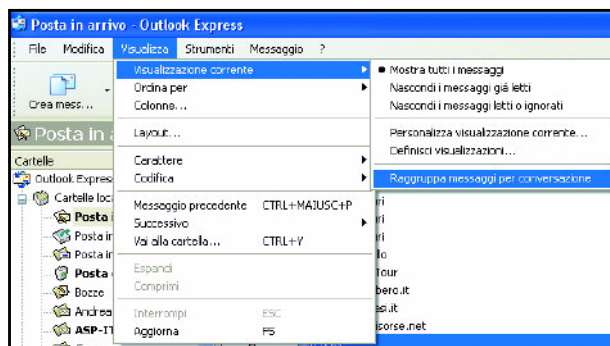 Posta in arrivo - Outlook Express
File Modifica Visualizza Strumenti Messaggio ?
Crea mess...
Posta in
Cartelle
Outlook Expres
Cartelle loc
Posta i
Posta in
Posta in
Posta
Bozze
Andrea
ASP-IT
Visualizzazione corrente
Ordina per
Colonne...
Layout...
Carattere
Codifica
Messaggio precedente CTRL+MAIUSC+P
Successivo
Vai alla cartella... CTRL+Y
Espandi
Comprimi
Interrompi ESC
Aggiorna F5
Mostra tutti i messaggi
Nascondi i messaggi già letti
Nascondi i messaggi letti o ignorati
Personalizza visualizzazione corrente...
Definisci visualizzazioni...
Raggruppa messaggi per conversazione
ri
ri
lo
Tour
bero.it
si.it
sorse.net